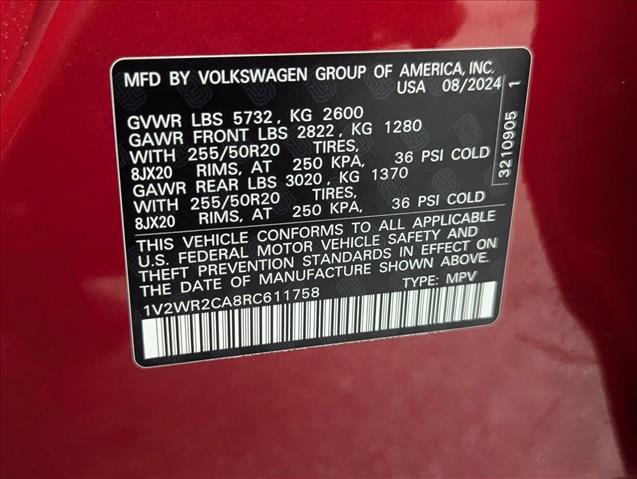 MFD BY VOLKSWAGEN GROUP OF AMERICA, INC.
USA 08/2024
GVWR LBS 5732, KG 2600
GAWR FRONT LBS 2822, KG 1280
WITH 255/50R20 TIRES,
8JX20 RIMS, AT 250 KPA, 36 PSI COLD
GAWR REAR LBS 3020, KG 1370
WITH 255/50R20 TIRES,
8JX20 RIMS, AT 250 KPA, 36 PSI COLD
THIS VEHICLE CONFORMS TO ALL APPLICABLE
U.S. FEDERAL MOTOR VEHICLE SAFETY AND
THEFT PREVENTION STANDARDS IN EFFECT ON
THE DATE OF MANUFACTURE SHOWN ABOVE.
1V2WR2CA8RC611758 TYPE: MPV
3210905 1